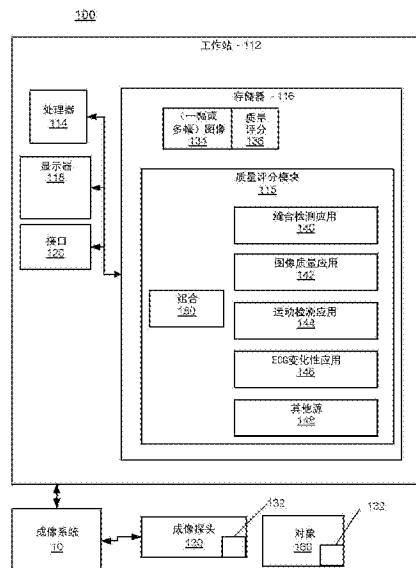 100
工作站 - 112
处理器
114
显示器
118
接口
120
存储器 - 116
（一幅或
多幅）图像
134
质量
评分
136
质量评分模块
115
组合
150
缝合检测应用
140
图像质量应用
142
运动检测应用
144
ECG变化性应用
146
其他源
148
成像系统
10
成像探头
130
132
对象
160
132